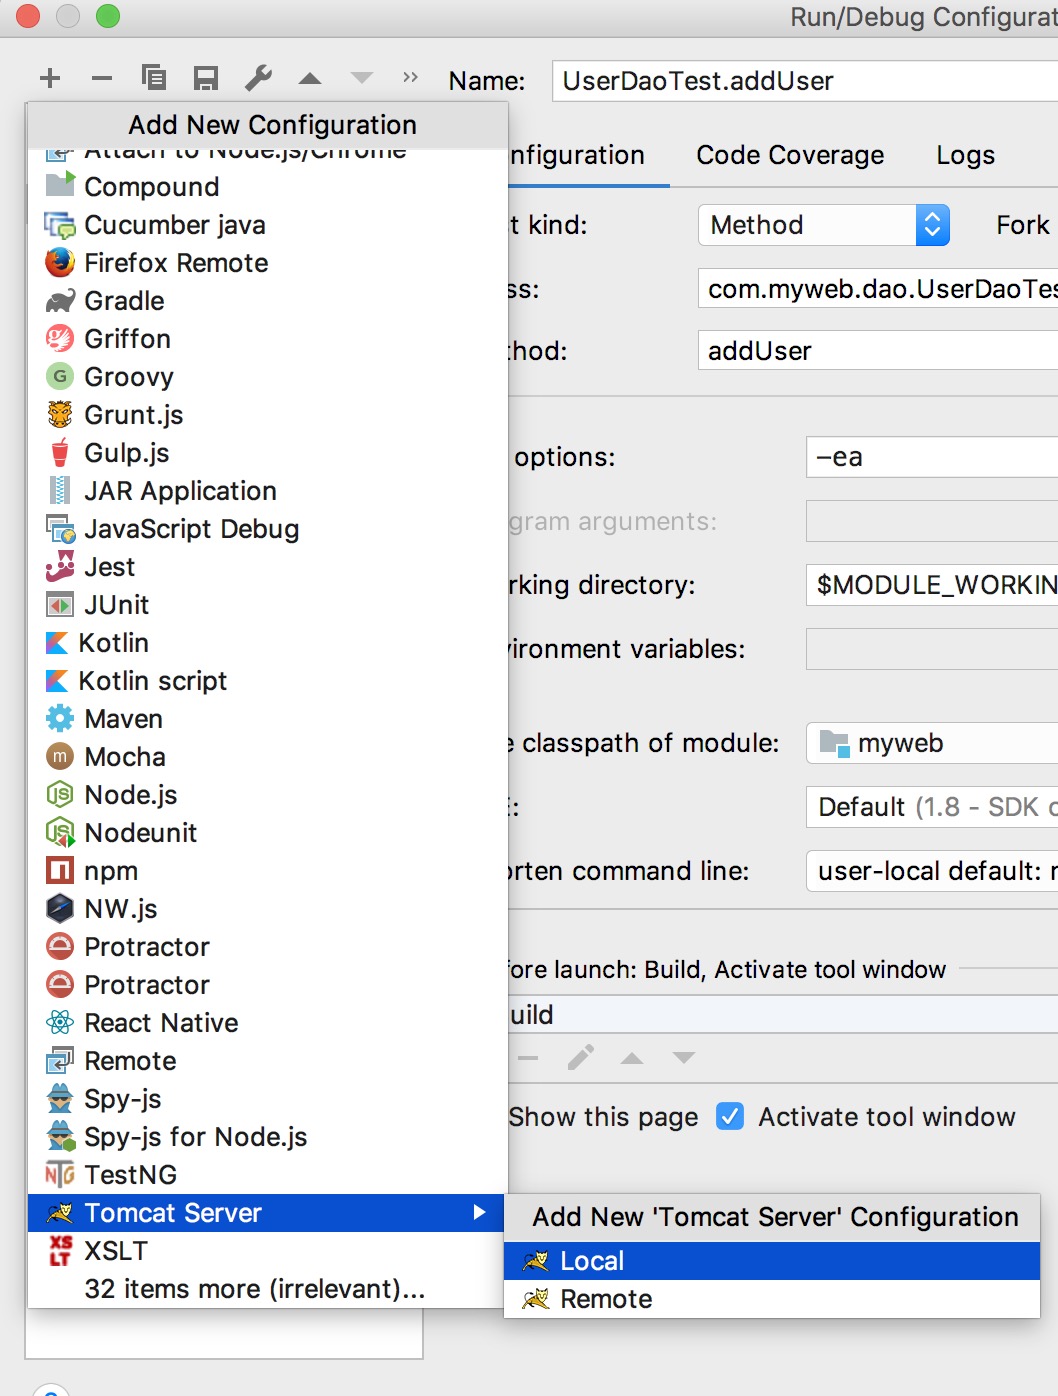 Run/Debug Configurat
Name: UserDaoTest.addUser
Add New Configuration
Attach to Node.js/Chrome
Compound
Cucumber java
Firefox Remote
Gradle
Griffon
Groovy
Grunt.js
Gulp.js
JAR Application
JavaScript Debug
Jest
JUnit
Kotlin
Kotlin script
Maven
Mocha
Node.js
Nodeunit
npm
NW.js
Protractor
Protractor
React Native
Remote
Spy-js
Spy-js for Node.js
TestNG
Tomcat Server
XSLT
32 items more (irrelevant)...
nfiguration Code Coverage Logs
t kind: Method Fork
ss: com.myweb.dao.UserDaoTes
hod: addUser
options: -ea
gram arguments:
rking directory: $MODULE_WORKIN
vironment variables:
e classpath of module: myweb
E: Default (1.8 - SDK o
orten command line: user-local default: n
fore launch: Build, Activate tool window
uild
Show this page Activate tool window
Add New 'Tomcat Server' Configuration
Local
Remote